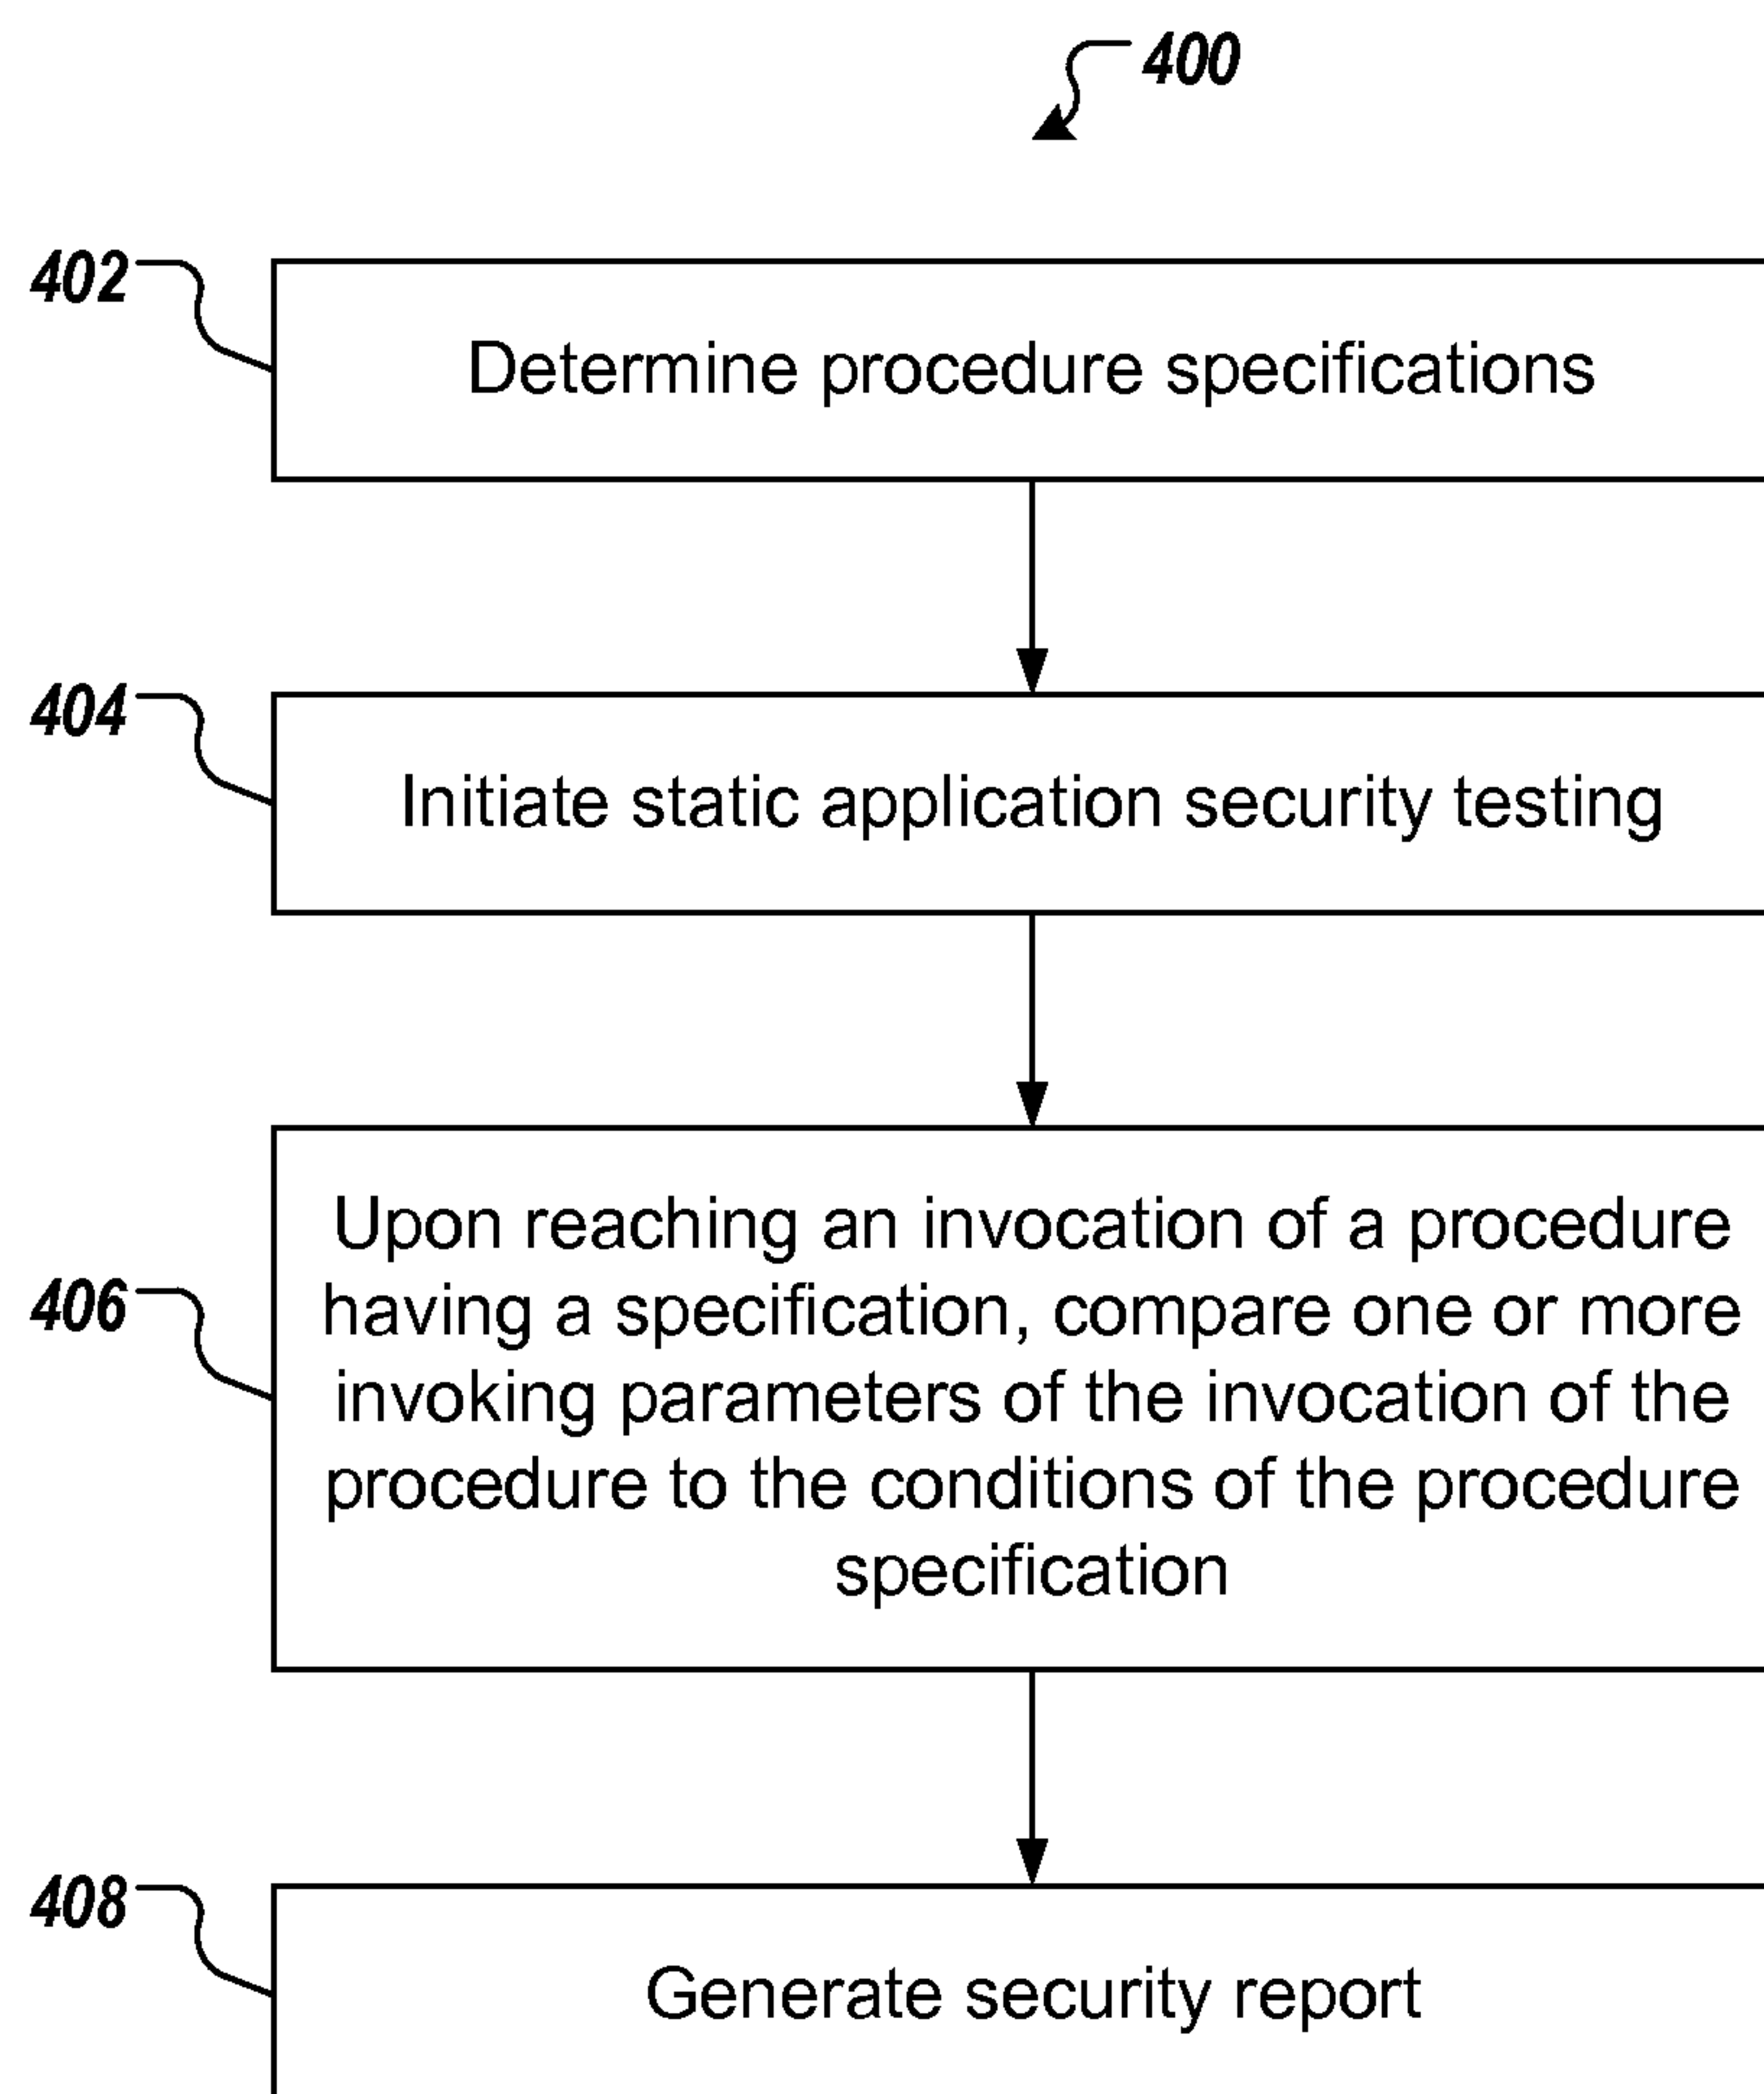 400
402
Determine procedure specifications
404
Initiate static application security testing
406
Upon reaching an invocation of a procedure
having a specification, compare one or more
invoking parameters of the invocation of the
procedure to the conditions of the procedure
specification
408
Generate security report